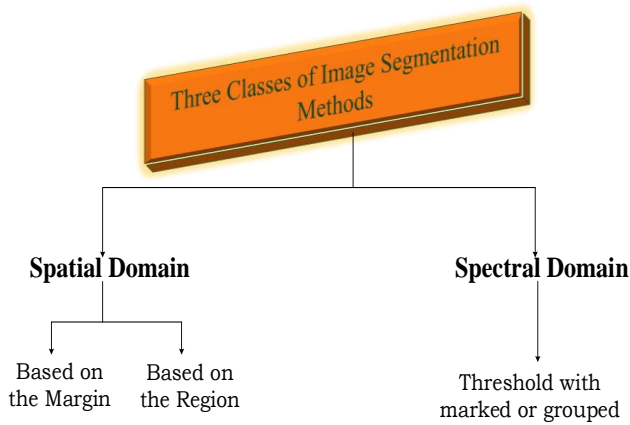 Three Classes of Image Segmentation
Methods
Spatial Domain
Spectral Domain
Based on
the Margin
Based on
the Region
Threshold with
marked or grouped